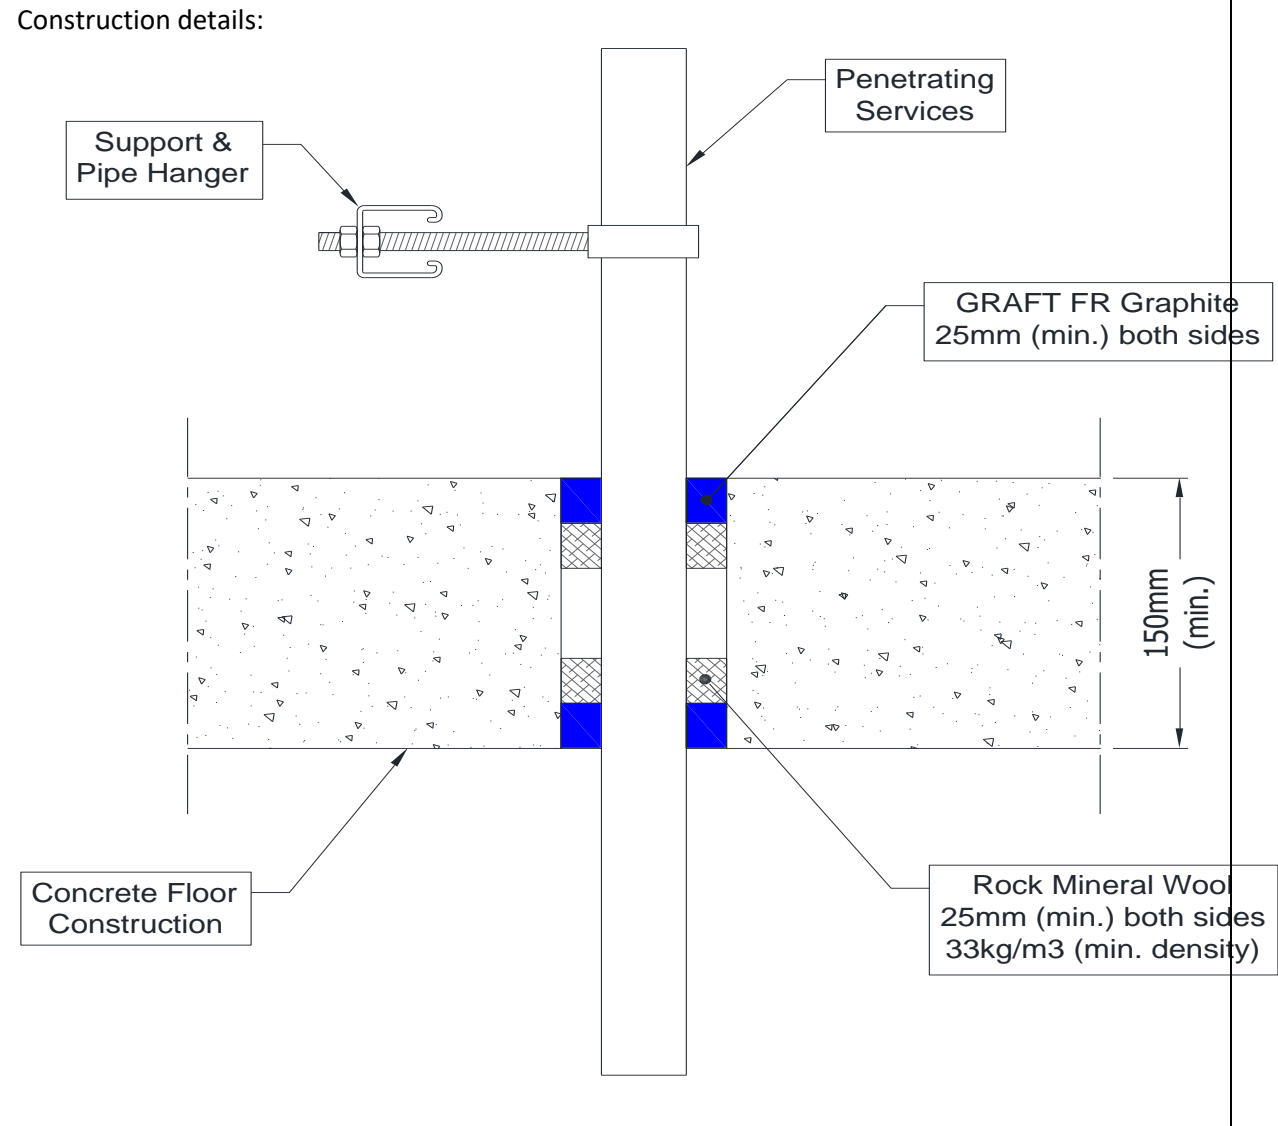 Construction details:
Penetrating
Services
Support &
Pipe Hanger
GRAFT FR Graphite
25mm (min.) both sides
150mm
(min.)
Concrete Floor
Construction
Rock Mineral Wool
25mm (min.) both sides
33kg/m3 (min. density)